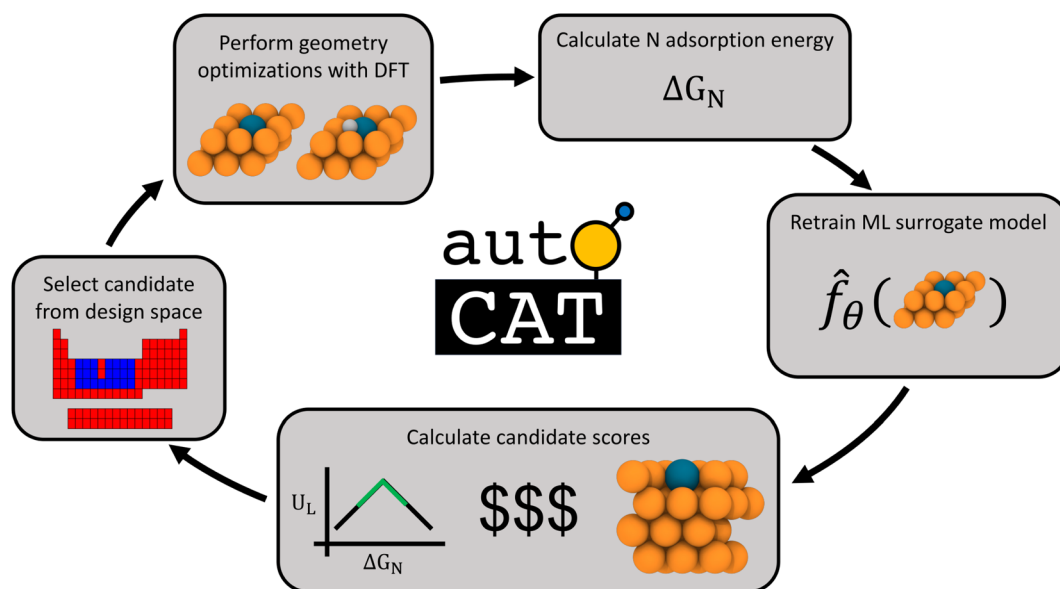 Perform geometry
optimizations with DFT
Calculate N adsorption energy
ΔG_N
Retrain ML surrogate model
f̂_θ( )
Calculate candidate scores
U_L
ΔG_N
$$$
Select candidate
from design space
aut
CAT